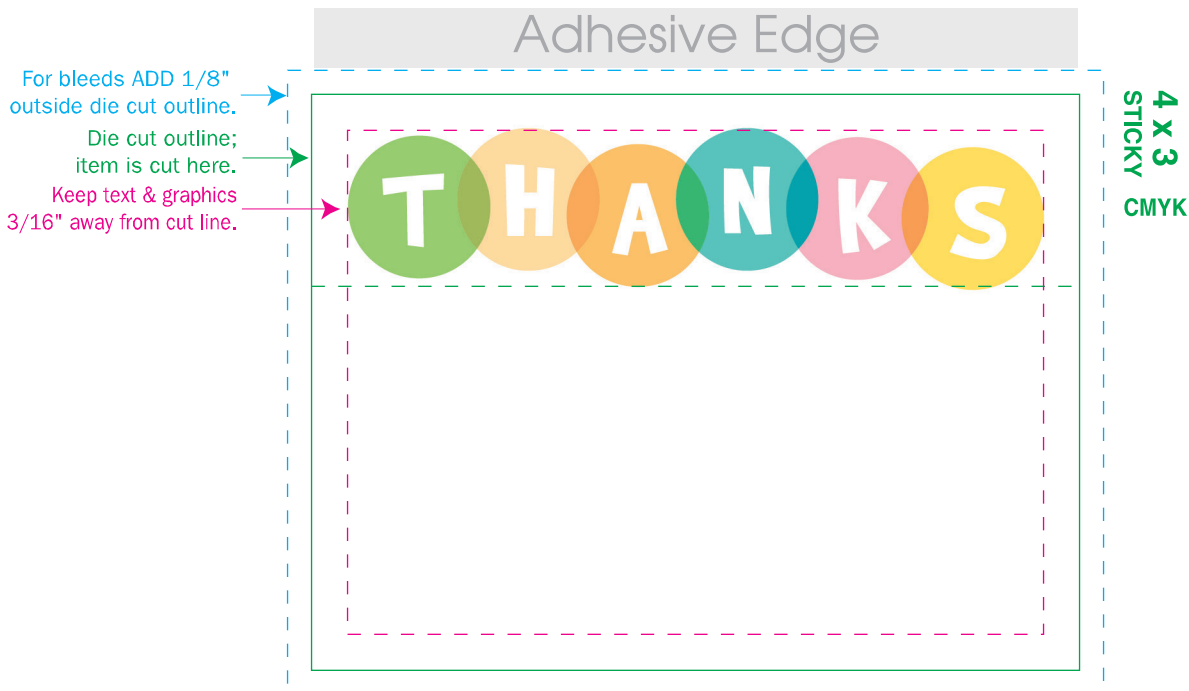 Adhesive Edge
For bleeds ADD 1/8"
outside die cut outline.
Die cut outline;
item is cut here.
Keep text & graphics
3/16" away from cut line.
THANKS
4 x 3
STICKY
CMYK